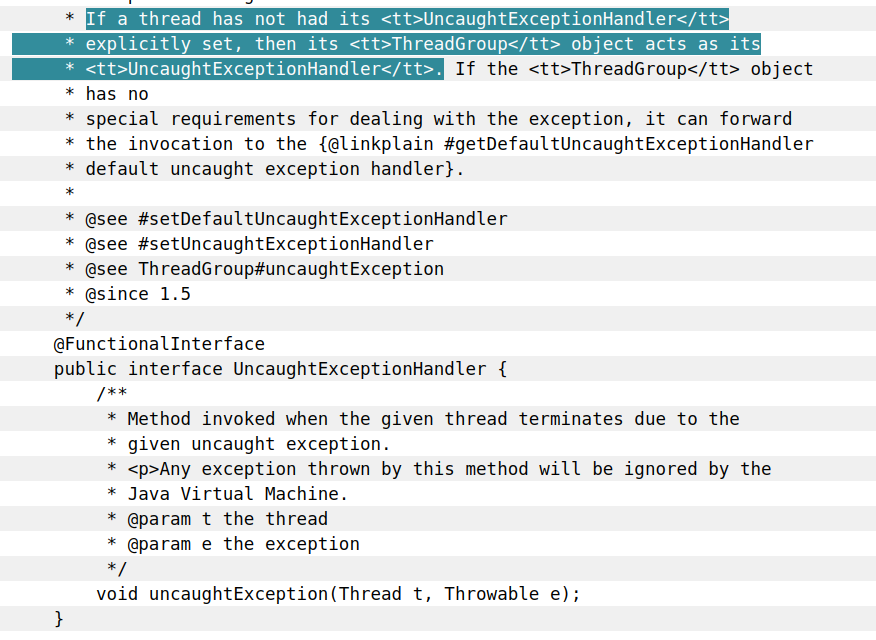 * If a thread has not had its <tt>UncaughtExceptionHandler</tt>
* explicitly set, then its <tt>ThreadGroup</tt> object acts as its
* <tt>UncaughtExceptionHandler</tt>. If the <tt>ThreadGroup</tt> object
* has no
* special requirements for dealing with the exception, it can forward
* the invocation to the {@linkplain #getDefaultUncaughtExceptionHandler
* default uncaught exception handler}.
*
* @see #setDefaultUncaughtExceptionHandler
* @see #setUncaughtExceptionHandler
* @see ThreadGroup#uncaughtException
* @since 1.5
*/
@FunctionalInterface
public interface UncaughtExceptionHandler {
/**
* Method invoked when the given thread terminates due to the
* given uncaught exception.
* <p>Any exception thrown by this method will be ignored by the
* Java Virtual Machine.
* @param t the thread
* @param e the exception
*/
void uncaughtException(Thread t, Throwable e);
}